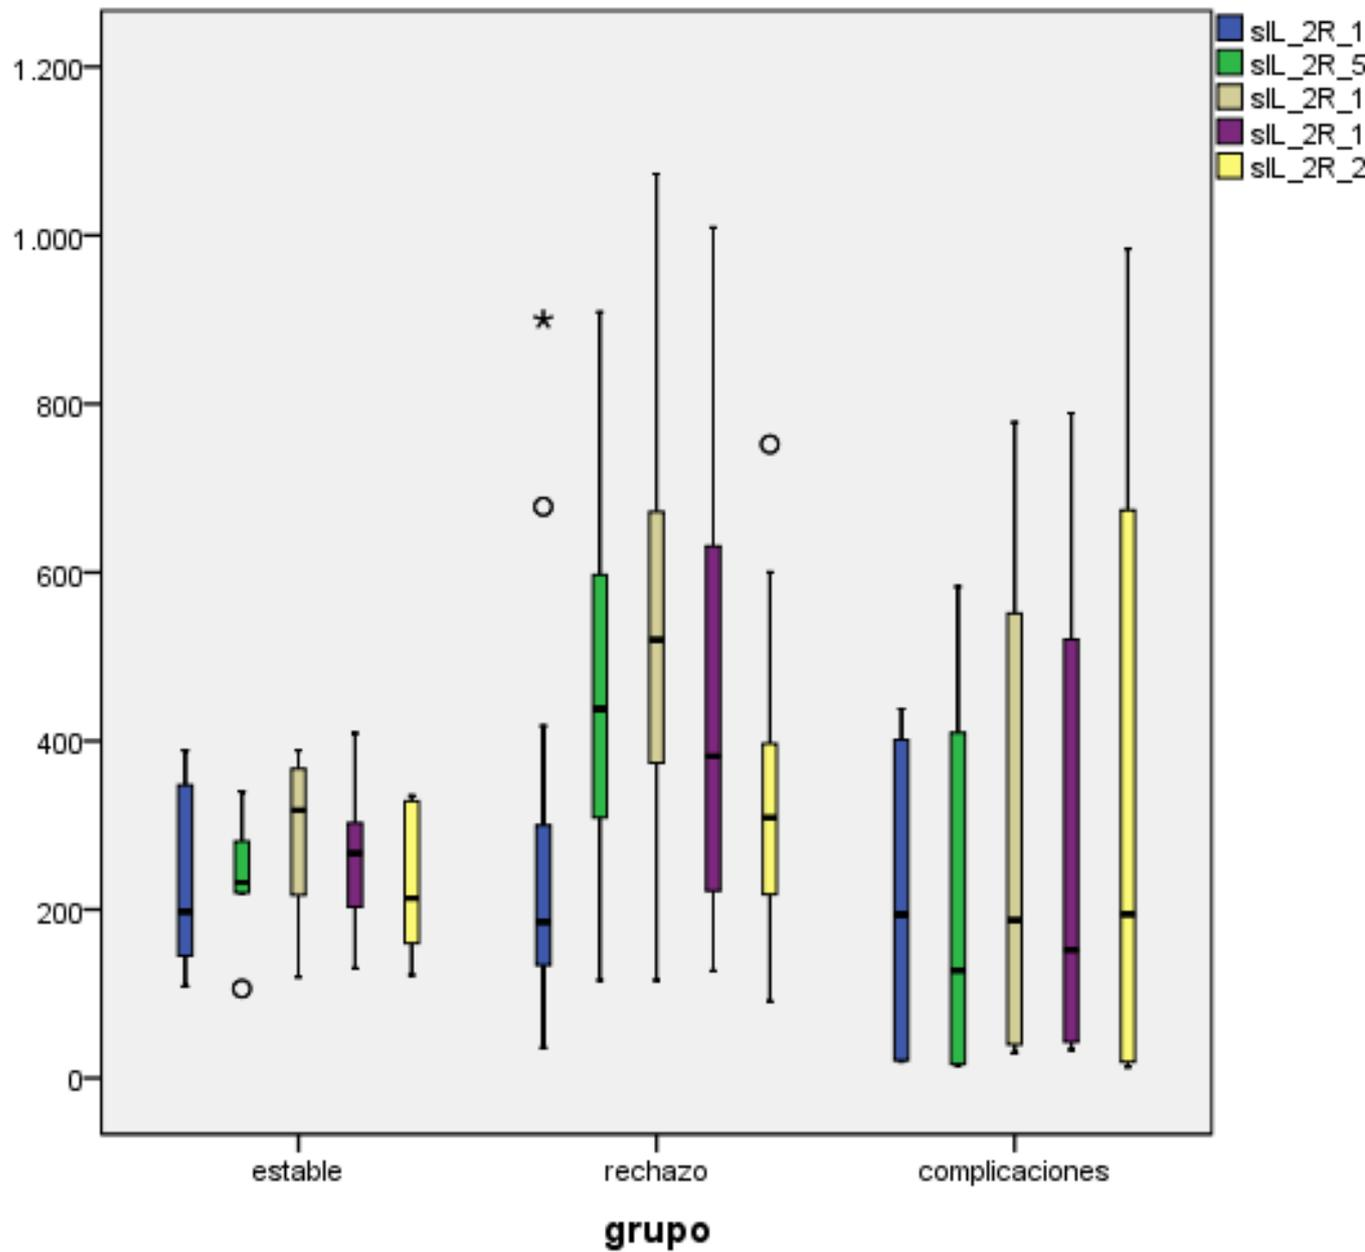 sIL_2R_1
sIL_2R_5
sIL_2R_1
sIL_2R_1
sIL_2R_2
1.200
1.000
800
600
400
200
0
estable rechazo complicaciones
grupo